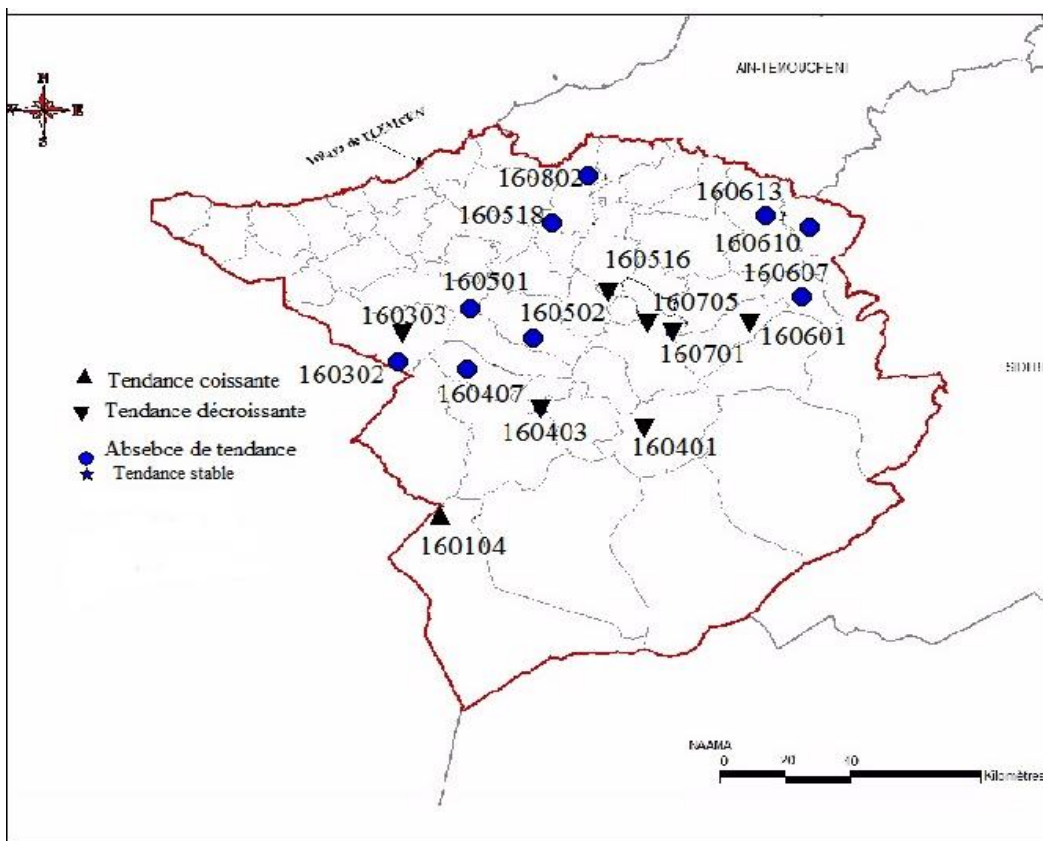 AIN-TEMOUCHENT
N
W
E
S
Wilaya de TLEMCEN
160802
160613
160518
160610
160516
160607
160501
160705
160303
160502
160601
160701
160302
160407
SIDI
Tendance coissante
Tendance décroissante
160403
160401
Absebce de tendance
Tendance stable
160104
NAAMA
0 20 40
Kilomètres